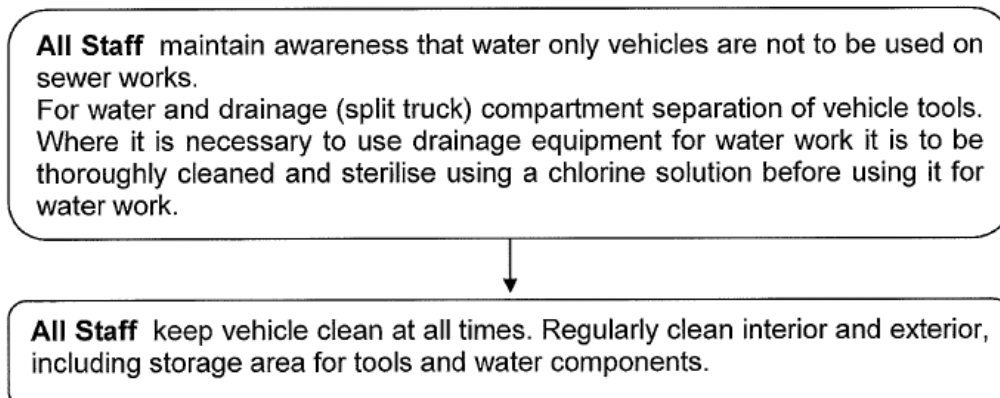 All Staff maintain awareness that water only vehicles are not to be used on
sewer works.
For water and drainage (split truck) compartment separation of vehicle tools.
Where it is necessary to use drainage equipment for water work it is to be
thoroughly cleaned and sterilise using a chlorine solution before using it for
water work.
All Staff keep vehicle clean at all times. Regularly clean interior and exterior,
including storage area for tools and water components.